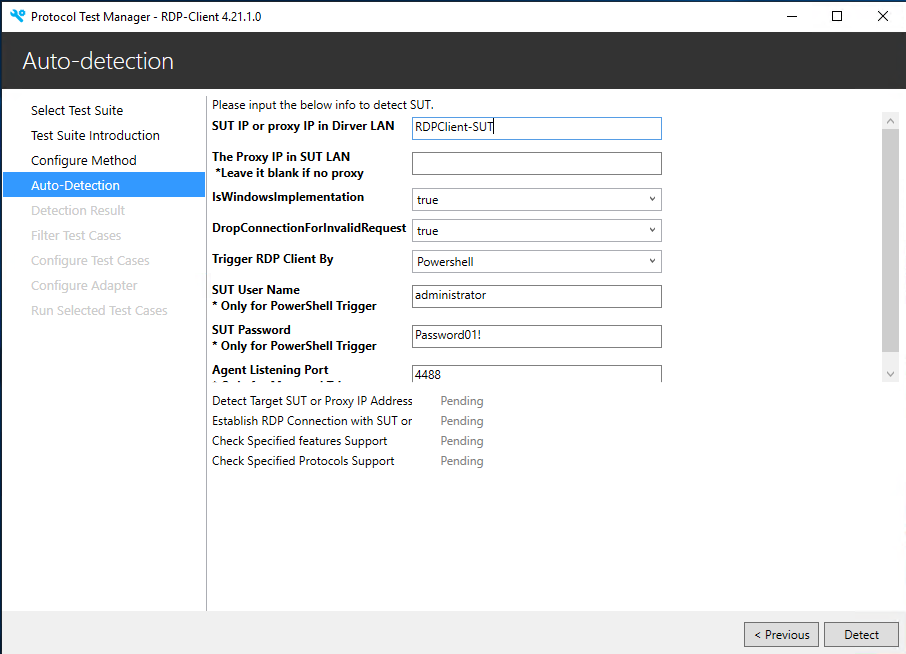 Protocol Test Manager - RDP-Client 4.21.1.0
Auto-detection
Select Test Suite
Test Suite Introduction
Configure Method
Auto-Detection
Detection Result
Filter Test Cases
Configure Test Cases
Configure Adapter
Run Selected Test Cases
Please input the below info to detect SUT.
SUT IP or proxy IP in Dirver LAN
RDPClient-SUT
The Proxy IP in SUT LAN
*Leave it blank if no proxy
IsWindowsImplementation
true
DropConnectionForInvalidRequest
true
Trigger RDP Client By
Powershell
SUT User Name
* Only for PowerShell Trigger
administrator
SUT Password
* Only for PowerShell Trigger
Password01!
Agent Listening Port
4488
Detect Target SUT or Proxy IP Address Pending
Establish RDP Connection with SUT or Pending
Check Specified features Support Pending
Check Specified Protocols Support Pending
< Previous
Detect